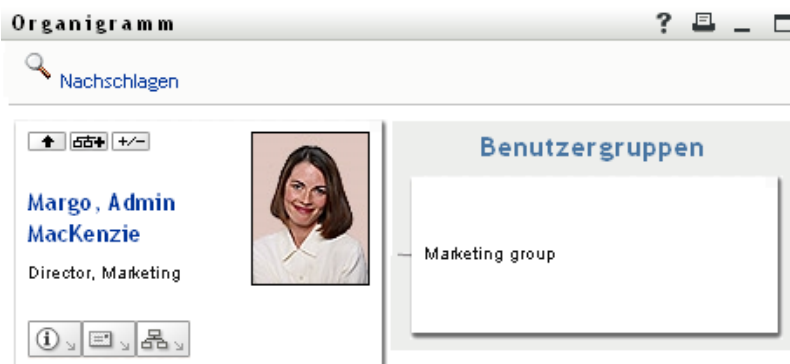 Organigramm
Nachschlagen
+/-
Margo, Admin
MacKenzie
Director, Marketing
Benutzergruppen
Marketing group